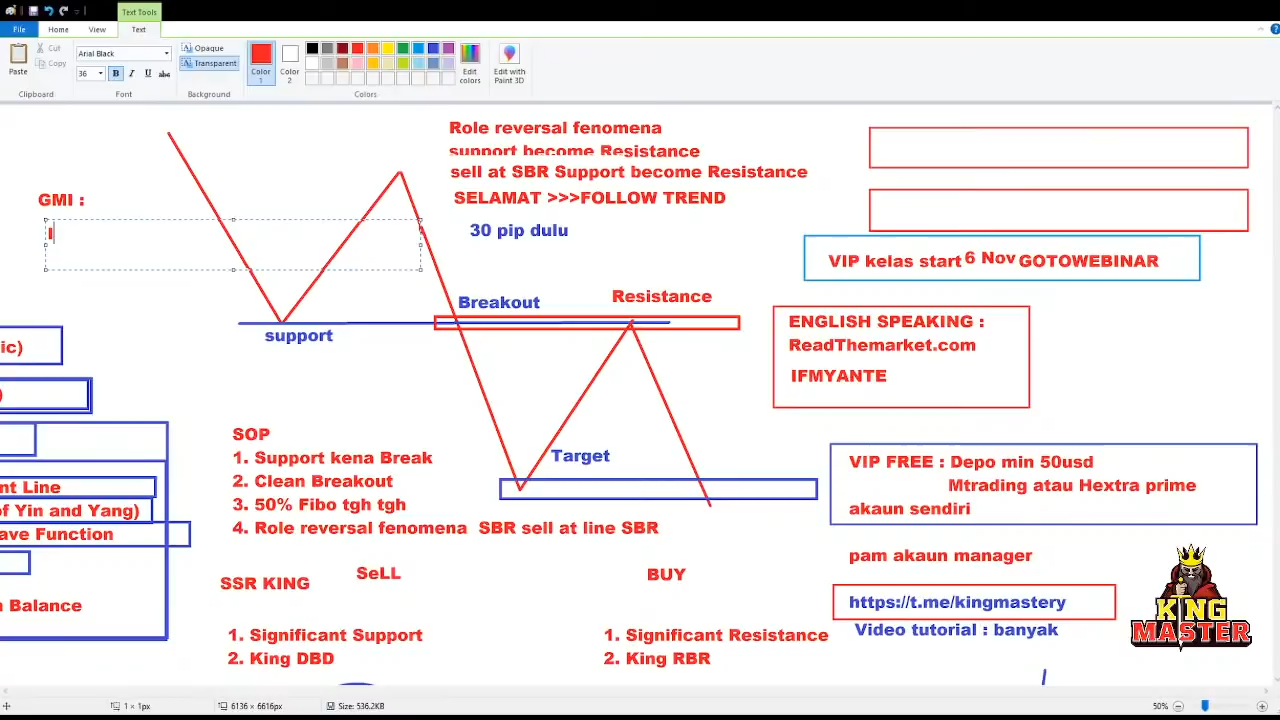 Text Tools
File
Home
View
Text
Paste
Cut
Copy
Clipboard
Arial Black
36
B
I
U
abc
Font
Opaque
Transparent
Background
Color
1
Color
2
Edit
colors
Edit with
Paint 3D
Colors
Role reversal fenomena
support become Resistance
sell at SBR Support become Resistance
SELAMAT >>>FOLLOW TREND
30 pip dulu
GMI :
VIP kelas start 6 Nov GOTOWEBINAR
Breakout
Resistance
support
ENGLISH SPEAKING :
ReadThemarket.com
IFMYANTE
ic)
)
SOP
1. Support kena Break
2. Clean Breakout
3. 50% Fibo tgh tgh
4. Role reversal fenomena SBR sell at line SBR
Target
VIP FREE : Depo min 50usd
Mtrading atau Hextra prime
akaun sendiri
nt Line
of Yin and Yang)
ave Function
Balance
pam akaun manager
SSR KING
SeLL
BUY
https://t.me/kingmastery
Video tutorial : banyak
KING
MASTER
1. Significant Support
2. King DBD
1. Significant Resistance
2. King RBR
1 × 1px
6136 × 6616px
Size: 536.2KB
50%